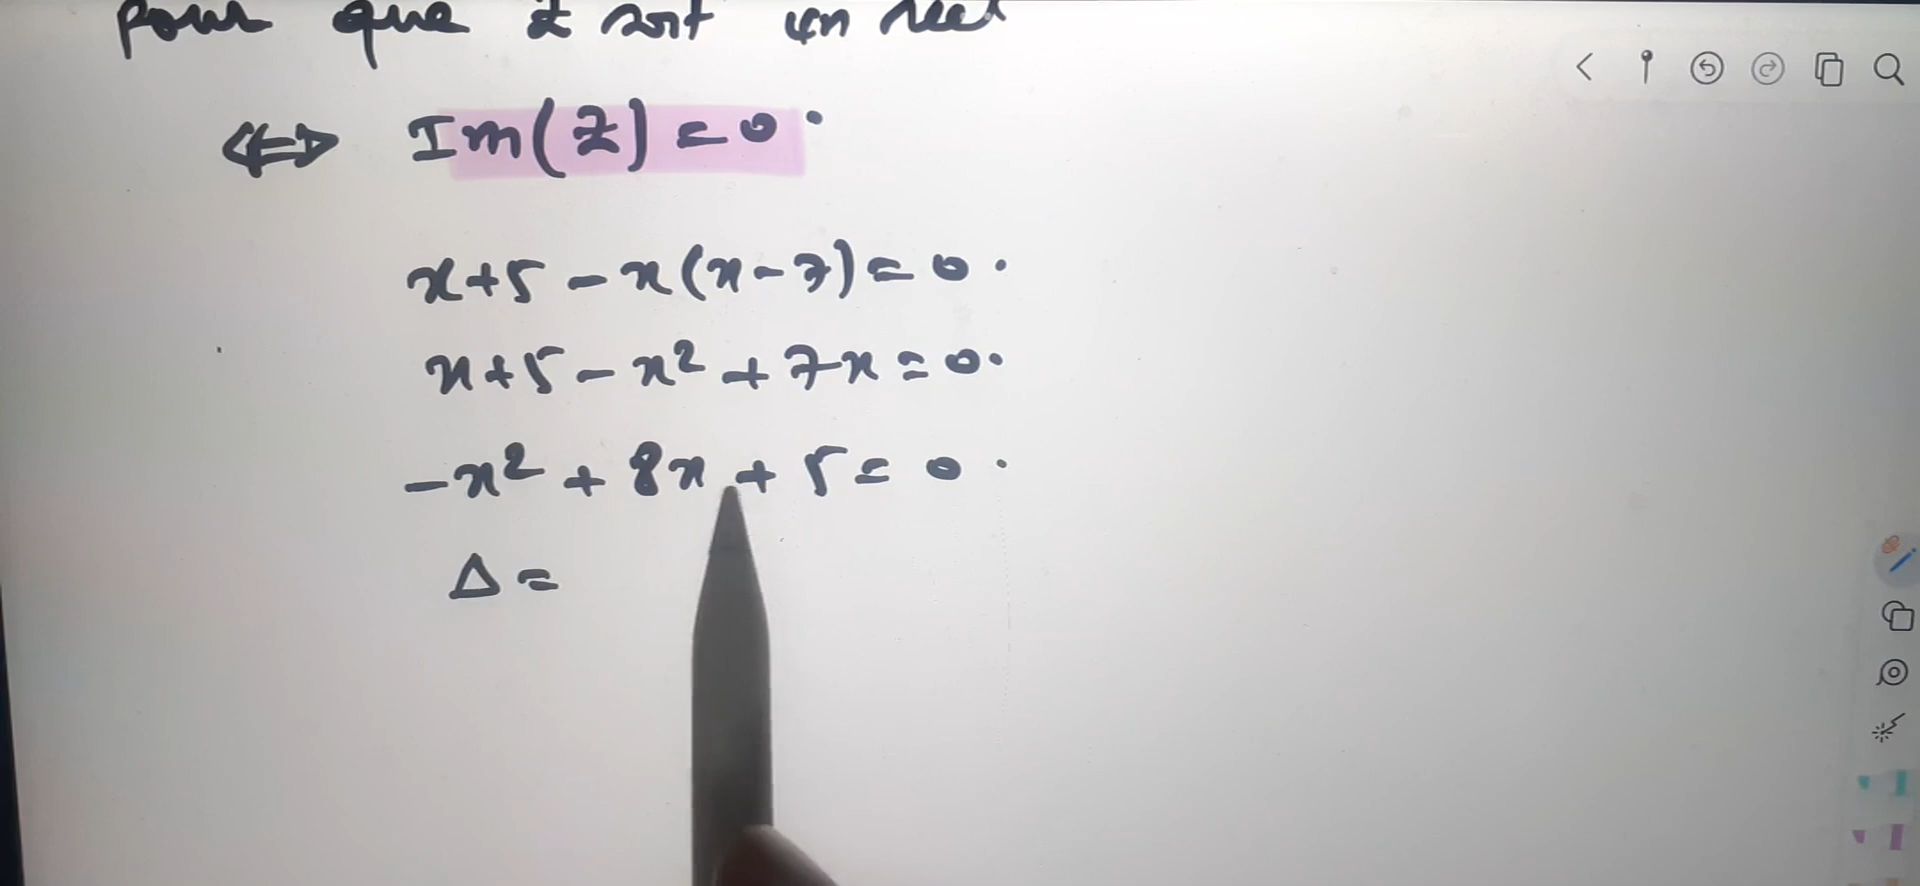 pour que z soit un réel
⟺ Im(Z) = 0.
x+5 - x(x-7) = 0.
x+5 - x² + 7x = 0.
-x² + 8x + 5 = 0.
Δ =